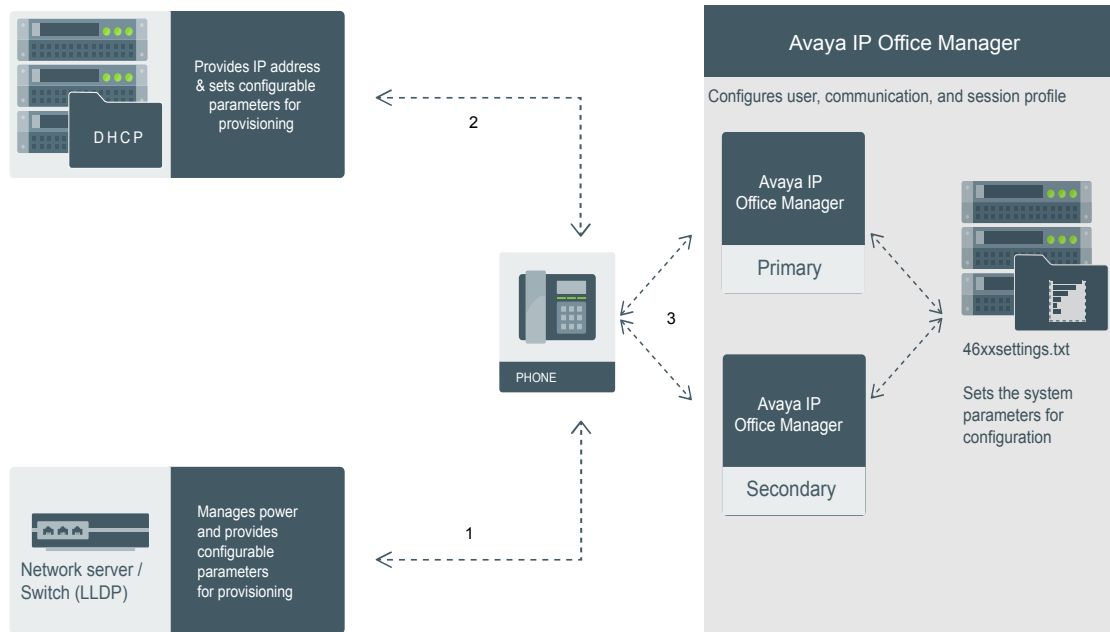 Provides IP address
& sets configurable
parameters for
provisioning
DHCP
2
PHONE
1
Network server /
Switch (LLDP)
Manages power
and provides
configurable
parameters
for provisioning
3
Avaya IP Office Manager
Configures user, communication, and session profile
Avaya IP
Office Manager
Primary
Avaya IP
Office Manager
Secondary
46xxsettings.txt
Sets the system
parameters for
configuration